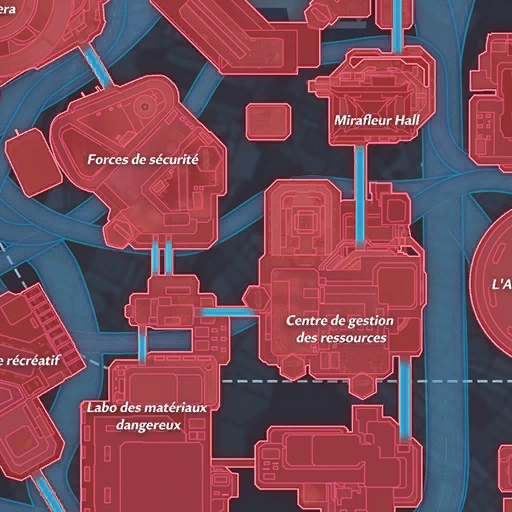 era
Mirafleur Hall
Forces de sécurité
L'A
Centre de gestion
des ressources
e récréatif
Labo des matériaux
dangereux